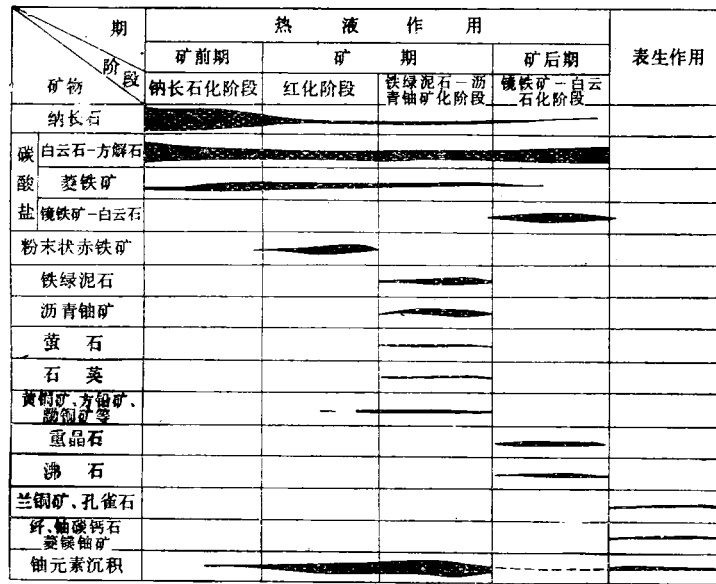 期
热 液 作 用
矿前期
矿 期
矿后期
表生作用
阶段
矿物
钠长石化阶段
红化阶段
铁绿泥石-沥
青铀矿化阶段
镜铁矿-白云
石化阶段
纳长石
碳酸盐
白云石-方解石
菱铁矿
镜铁矿-白云石
粉末状赤铁矿
铁绿泥石
沥青铀矿
萤 石
石 英
黄铜矿、方铅矿、
黝铜矿等
重晶石
沸 石
兰铜矿、孔雀石
铀碳钙石
菱镁铀矿
铀元素沉积